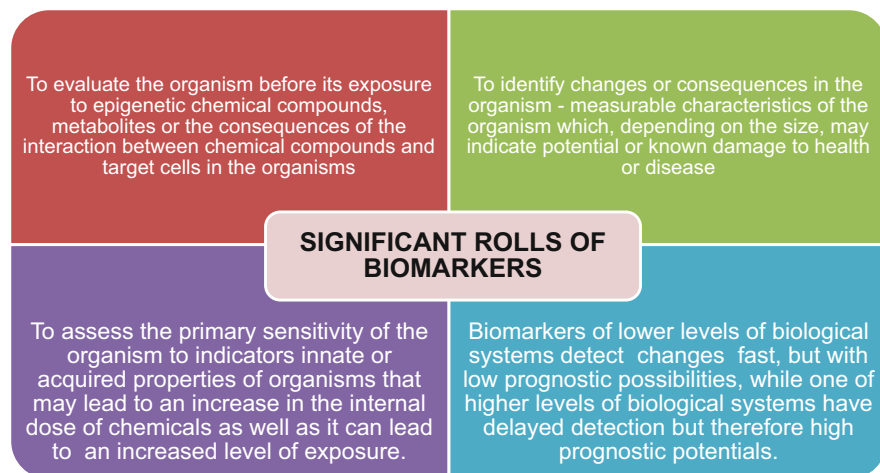 To evaluate the organism before its exposure
to epigenetic chemical compounds,
metabolites or the consequences of the
interaction between chemical compounds and
target cells in the organisms
To identify changes or consequences in the
organism - measurable characteristics of the
organism which, depending on the size, may
indicate potential or known damage to health
or disease
SIGNIFICANT ROLLS OF
BIOMARKERS
To assess the primary sensitivity of the
organism to indicators innate or
acquired properties of organisms that
may lead to an increase in the internal
dose of chemicals as well as it can lead
to an increased level of exposure.
Biomarkers of lower levels of biological
systems detect changes fast, but with
low prognostic possibilities, while one of
higher levels of biological systems have
delayed detection but therefore high
prognostic potentials.